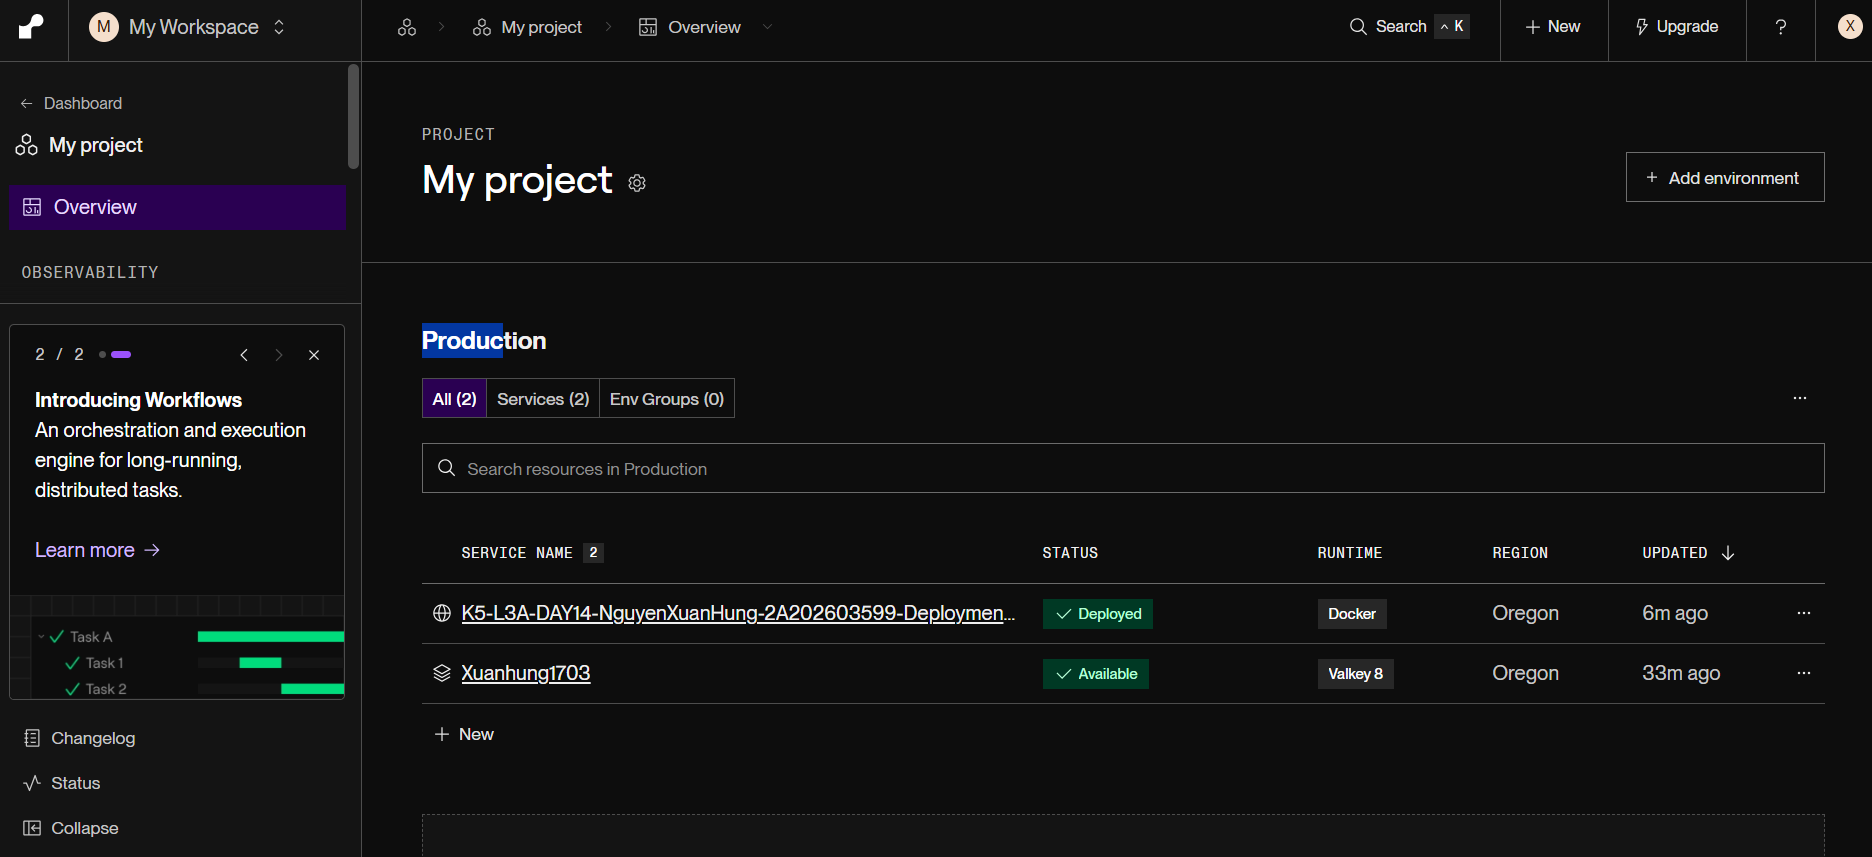 M My Workspace
My project
Overview
Search ^ K
+ New
Upgrade
?
X
← Dashboard
My project
Overview
OBSERVABILITY
2 / 2
Introducing Workflows
An orchestration and execution
engine for long-running,
distributed tasks.
Learn more →
Task A
Task 1
Task 2
Changelog
Status
Collapse
PROJECT
My project
+ Add environment
Production
All (2) Services (2) Env Groups (0)
Search resources in Production
SERVICE NAME 2 STATUS RUNTIME REGION UPDATED ↓
K5-L3A-DAY14-NguyenXuanHung-2A202603599-Deploymen... Deployed Docker Oregon 6m ago
Xuanhung1703 Available Valkey 8 Oregon 33m ago
+ New